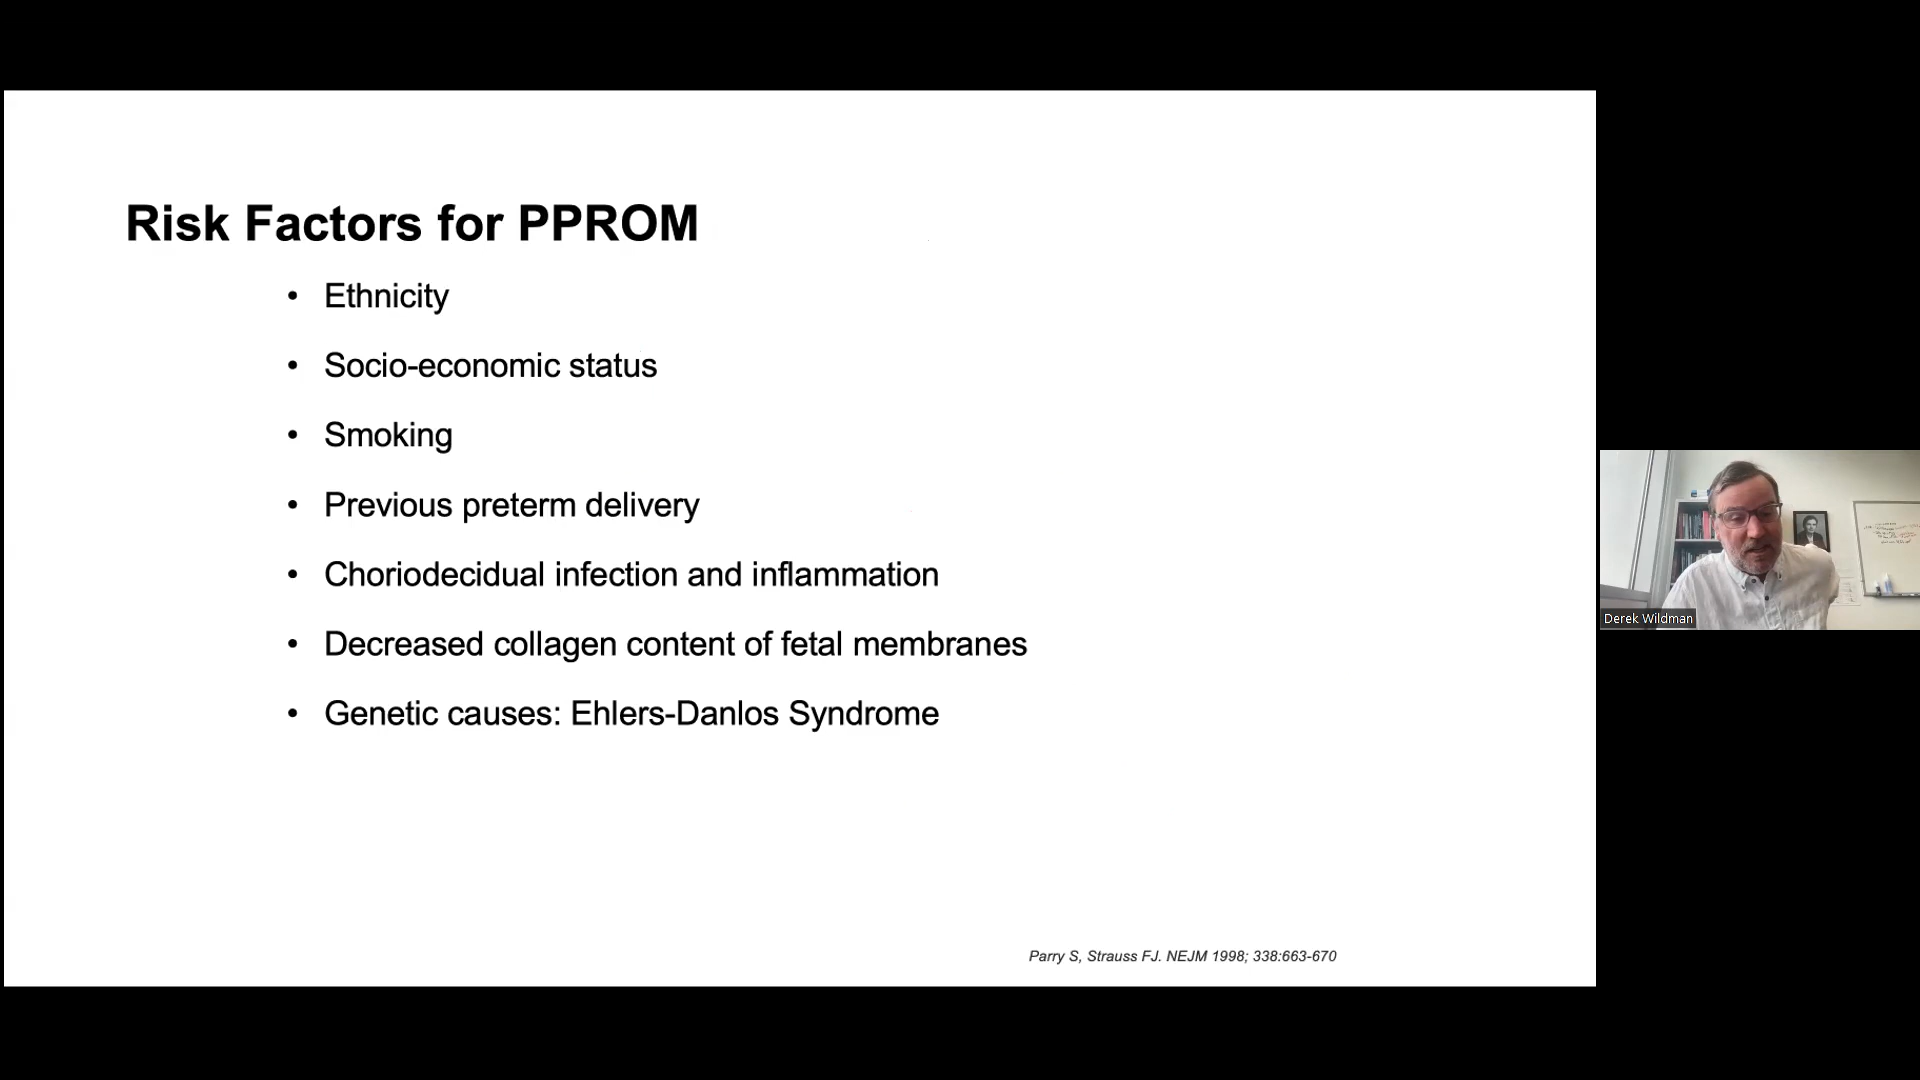 Risk Factors for PPROM
• Ethnicity
• Socio-economic status
• Smoking
• Previous preterm delivery
• Choriodecidual infection and inflammation
• Decreased collagen content of fetal membranes
• Genetic causes: Ehlers-Danlos Syndrome
Parry S, Strauss FJ. NEJM 1998; 338:663-670
Derek Wildman